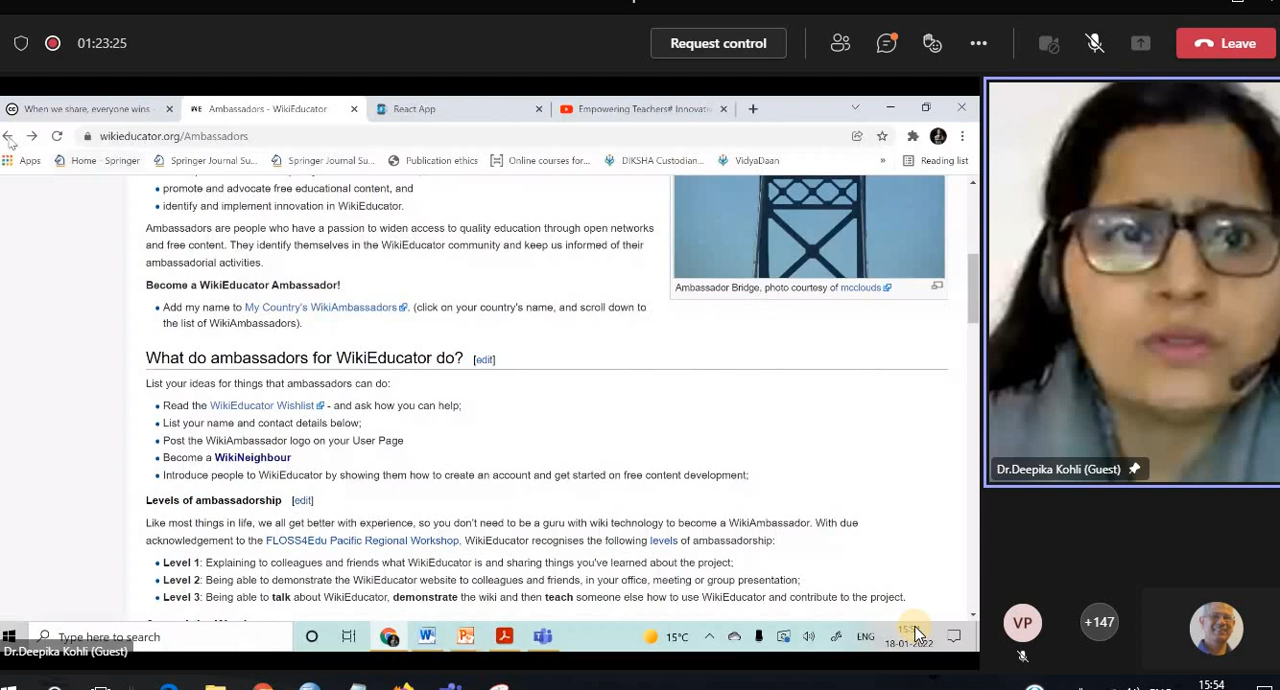 01:23:25
Request control
Leave
When we share, everyone wins
Ambassadors - WikiEducator
React App
Empowering Teachers# Innovati
wikieducator.org/Ambassadors
Apps
Home - Springer
Springer Journal Su...
Springer Journal Su...
Publication ethics
Online courses for...
DIKSHA Custodian...
VidyaDaan
»
Reading list
• promote and advocate free educational content, and
• identify and implement innovation in WikiEducator.
Ambassadors are people who have a passion to widen access to quality education through open networks
and free content. They identify themselves in the WikiEducator community and keep us informed of their
ambassadorial activities.
Become a WikiEducator Ambassador!
• Add my name to My Country's WikiAmbassadors. (click on your country's name, and scroll down to
the list of WikiAmbassadors).
Ambassador Bridge, photo courtesy of mcclouds
What do ambassadors for WikiEducator do? [edit]
List your ideas for things that ambassadors can do:
• Read the WikiEducator Wishlist - and ask how you can help;
• List your name and contact details below;
• Post the WikiAmbassador logo on your User Page
• Become a WikiNeighbour
• Introduce people to WikiEducator by showing them how to create an account and get started on free content development;
Levels of ambassadorship [edit]
Like most things in life, we all get better with experience, so you don't need to be a guru with wiki technology to become a WikiAmbassador. With due
acknowledgement to the FLOSS4Edu Pacific Regional Workshop, WikiEducator recognises the following levels of ambassadorship:
• Level 1: Explaining to colleagues and friends what WikiEducator is and sharing things you've learned about the project;
• Level 2: Being able to demonstrate the WikiEducator website to colleagues and friends, in your office, meeting or group presentation;
• Level 3: Being able to talk about WikiEducator, demonstrate the wiki and then teach someone else how to use WikiEducator and contribute to the project.
Type here to search
15°C
ENG
18-01-2022
Dr.Deepika Kohli (Guest)
Dr.Deepika Kohli (Guest)
VP
+147
15:54